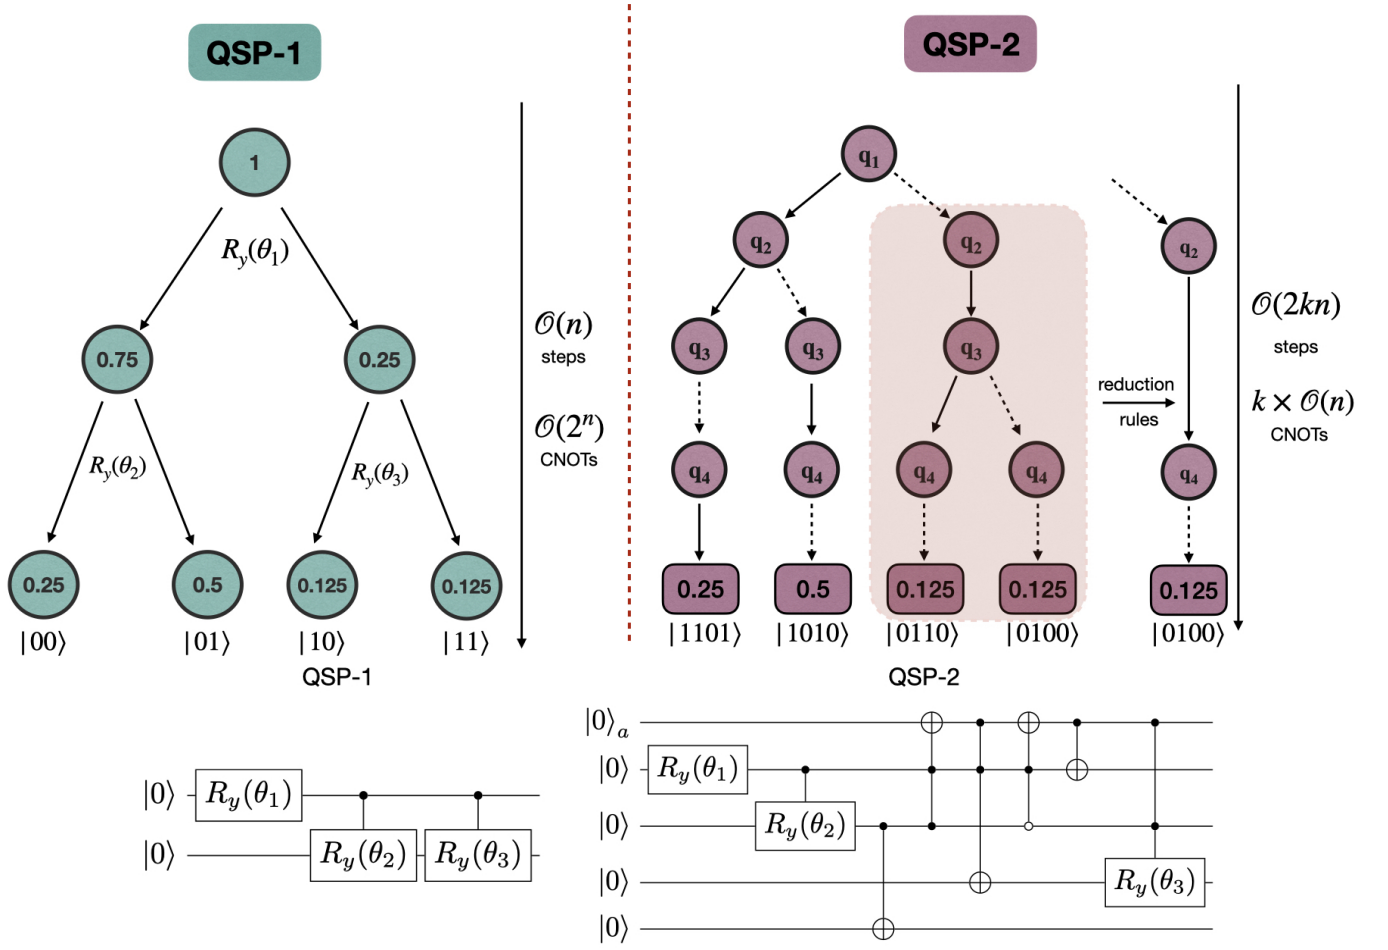 QSP-1
1
R_y(θ_1)
0.75
0.25
R_y(θ_2)
R_y(θ_3)
0.25
0.5
0.125
0.125
|00⟩
|01⟩
|10⟩
|11⟩
𝒪(n)
steps
𝒪(2^n)
CNOTs
QSP-1
QSP-2
q_1
q_2
q_2
q_3
q_3
q_3
q_4
q_4
q_4
q_4
0.25
0.5
0.125
0.125
|1101⟩
|1010⟩
|0110⟩
|0100⟩
reduction
rules
q_2
q_4
0.125
|0100⟩
𝒪(2kn)
steps
k × 𝒪(n)
CNOTs
QSP-2
|0⟩ R_y(θ_1)
|0⟩ R_y(θ_2) R_y(θ_3)
|0⟩_a
|0⟩ R_y(θ_1)
|0⟩ R_y(θ_2)
|0⟩ R_y(θ_3)
|0⟩